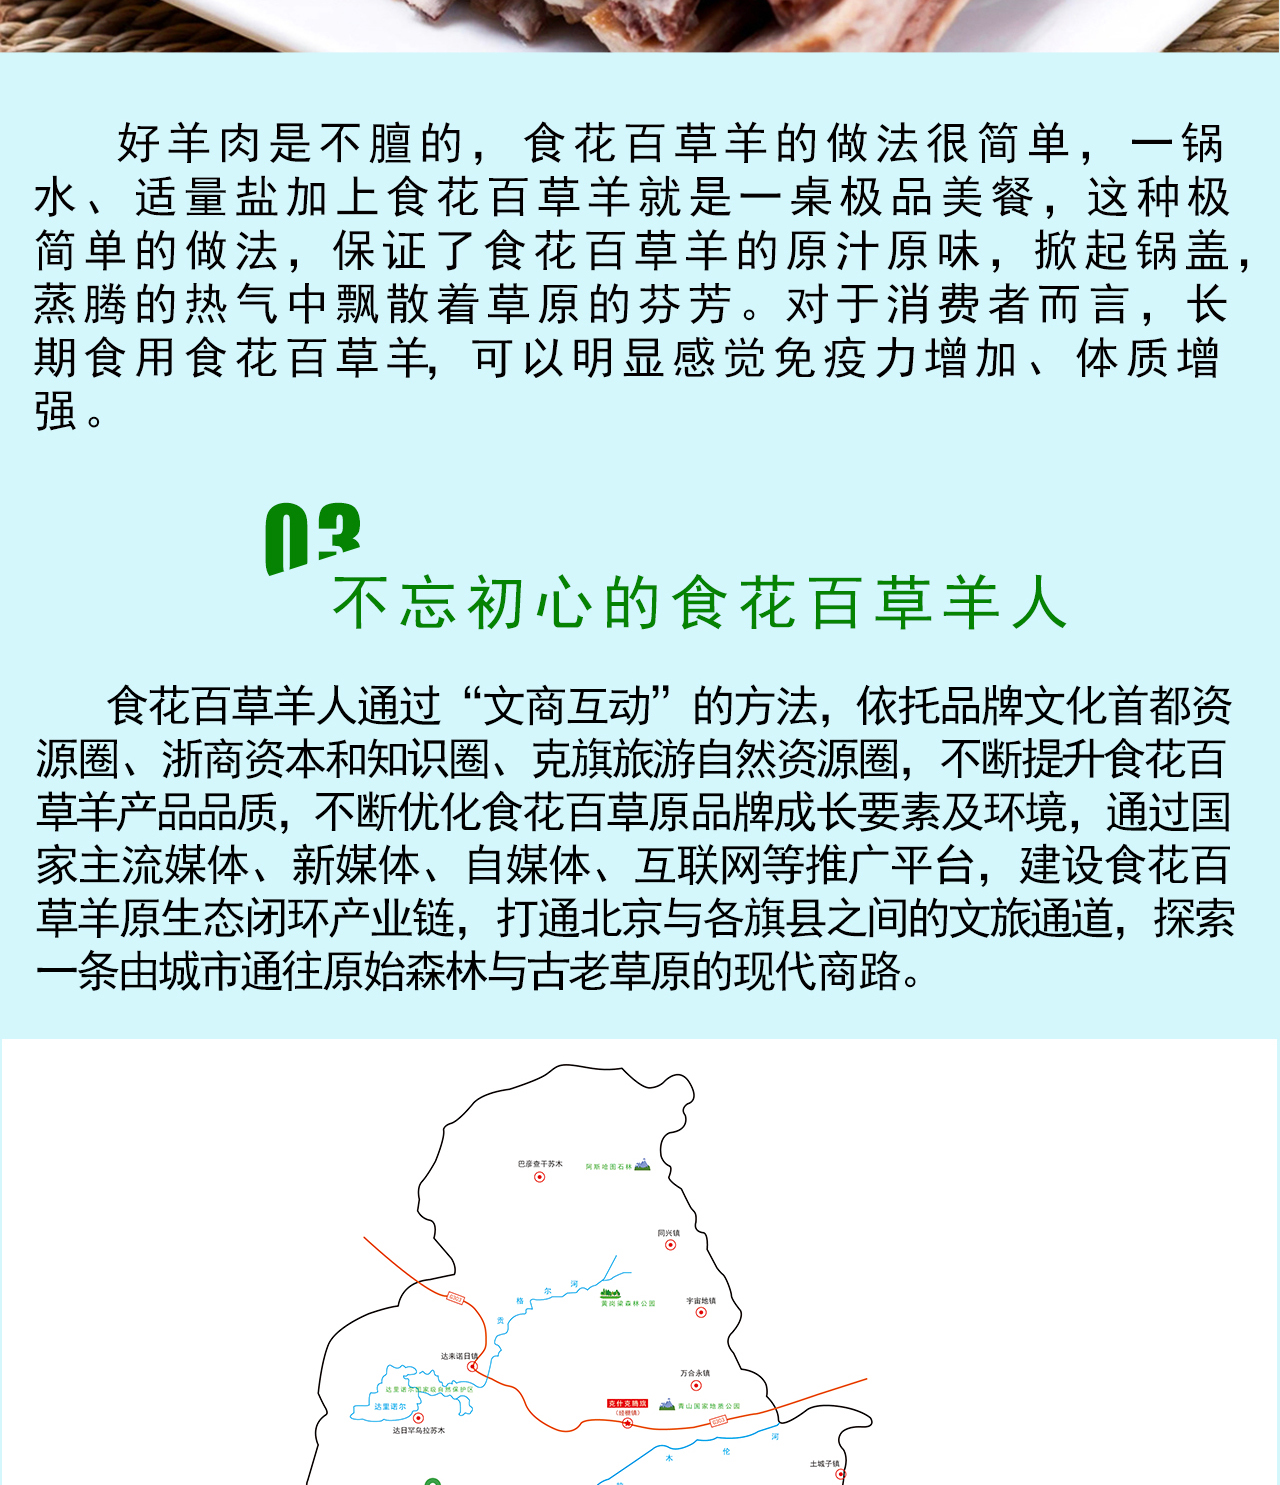 好羊肉是不膻的，食花百草羊的做法很简单，一锅
水、适量盐加上食花百草羊就是一桌极品美餐，这种极
简单的做法，保证了食花百草羊的原汁原味，掀起锅盖，
蒸腾的热气中飘散着草原的芬芳。对于消费者而言，长
期食用食花百草羊，可以明显感觉免疫力增加、体质增
强。
03
不忘初心的食花百草羊人
食花百草羊人通过“文商互动”的方法，依托品牌文化首都资
源圈、浙商资本和知识圈、克旗旅游自然资源圈，不断提升食花百
草羊产品品质，不断优化食花百草原品牌成长要素及环境，通过国
家主流媒体、新媒体、自媒体、互联网等推广平台，建设食花百
草羊原生态闭环产业链，打通北京与各旗县之间的文旅通道，探索
一条由城市通往原始森林与古老草原的现代商路。
巴彦查干苏木
阿斯哈图石林
同兴镇
贡格尔河
黄岗梁森林公园
宇宙地镇
G303
达来诺日镇
万合永镇
达里诺尔国家级自然保护区
达里诺尔
克什克腾旗
(经棚镇)
青山国家地质公园
G303
达日罕乌拉苏木
木伦河
土城子镇